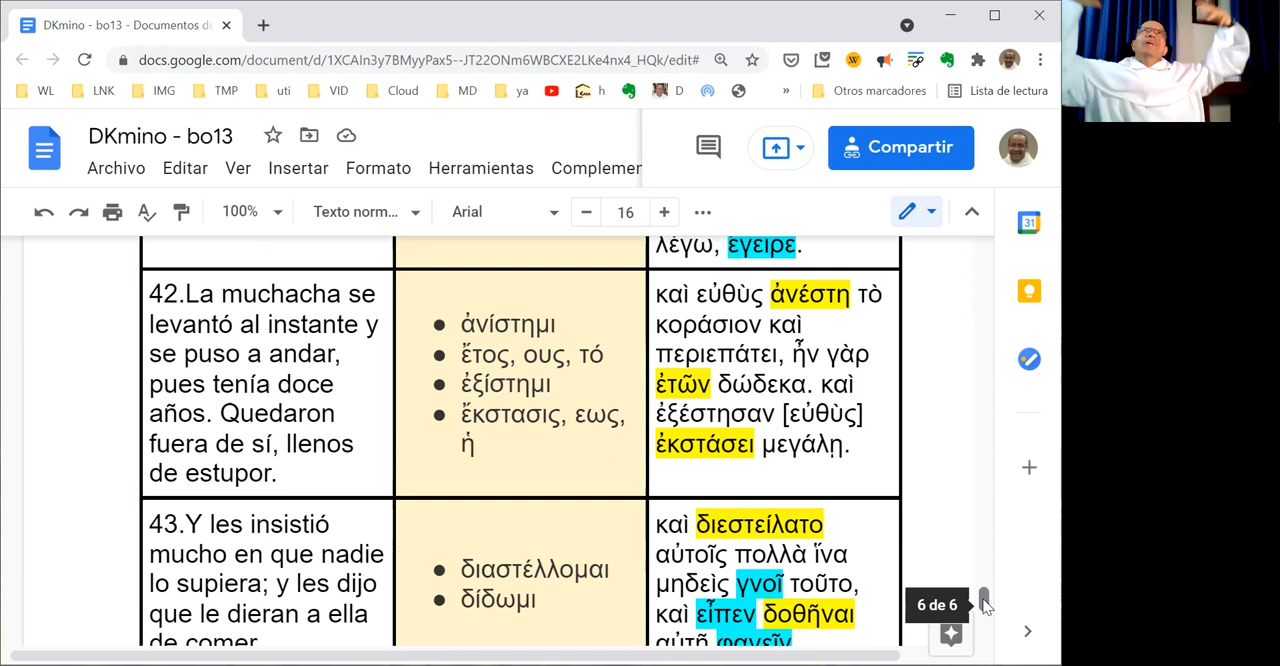 DKmino - bo13 - Documentos de
docs.google.com/document/d/1XCAIn3y7BMyyPax5--JT22ONm6WBCXE2LKe4nx4_HQk/edit#
WL LNK IMG TMP uti VID Cloud MD ya h D » Otros marcadores Lista de lectura
DKmino - bo13
Compartir
Archivo Editar Ver Insertar Formato Herramientas Complemen
100% Texto norm... Arial 16
31
λέγω, ἔγειρε.
42.La muchacha se
levantó al instante y
se puso a andar,
pues tenía doce
años. Quedaron
fuera de sí, llenos
de estupor.
ἀνίστημι
ἔτος, ους, τό
ἐξίστημι
ἔκστασις, εως,
ἡ
καὶ εὐθὺς ἀνέστη τὸ
κοράσιον καὶ
περιεπάτει, ἦν γὰρ
ἐτῶν δώδεκα. καὶ
ἐξέστησαν [εὐθὺς]
ἐκστάσει μεγάλῃ.
43.Y les insistió
mucho en que nadie
lo supiera; y les dijo
que le dieran a ella
de comer.
διαστέλλομαι
δίδωμι
καὶ διεστείλατο
αὐτοῖς πολλὰ ἵνα
μηδεὶς γνοῖ τοῦτο,
καὶ εἶπεν δοθῆναι
αὐτῇ φαγεῖν
6 de 6